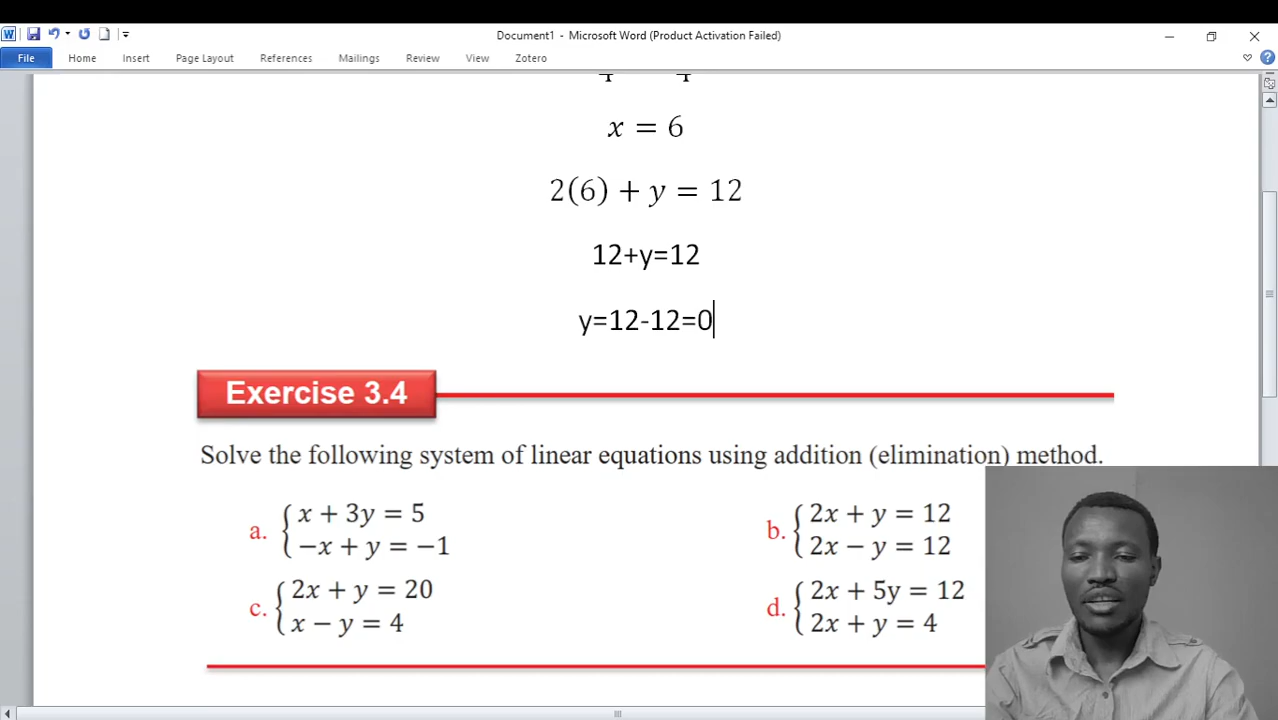 Document1 - Microsoft Word (Product Activation Failed)
File Home Insert Page Layout References Mailings Review View Zotero
x = 6
2(6) + y = 12
12+y=12
y=12-12=0
Exercise 3.4
Solve the following system of linear equations using addition (elimination) method.
a. { x + 3y = 5
−x + y = −1
b. { 2x + y = 12
2x − y = 12
c. { 2x + y = 20
x − y = 4
d. { 2x + 5y = 12
2x + y = 4